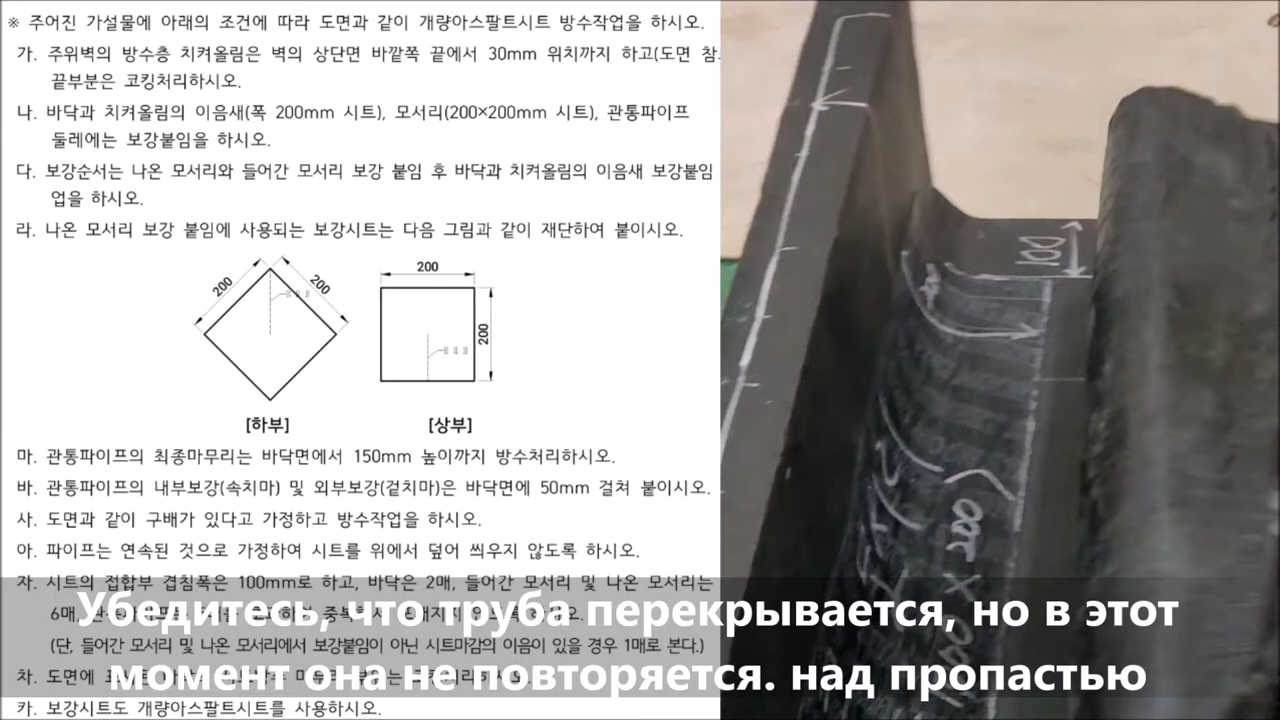 ※ 주어진 가설물에 아래의 조건에 따라 도면과 같이 개량아스팔트시트 방수작업을 하시오.
가. 주위벽의 방수층 치켜올림은 벽의 상단면 바깥쪽 끝에서 30mm 위치까지 하고(도면 참
끝부분은 코킹처리하시오.
나. 바닥과 치켜올림의 이음새(폭 200mm 시트), 모서리(200×200mm 시트), 관통파이프
둘레에는 보강붙임을 하시오.
다. 보강순서는 나온 모서리와 들어간 모서리 보강 붙임 후 바닥과 치켜올림의 이음새 보강붙임
업을 하시오.
라. 나온 모서리 보강 붙임에 사용되는 보강시트는 다음 그림과 같이 재단하여 붙이시오.
200 200
200
200
[하부] [상부]
마. 관통파이프의 최종마무리는 바닥면에서 150mm 높이까지 방수처리하시오.
바. 관통파이프의 내부보강(속치마) 및 외부보강(겉치마)은 바닥면에 50mm 걸쳐 붙이시오.
사. 도면과 같이 구배가 있다고 가정하고 방수작업을 하시오.
아. 파이프는 연속된 것으로 가정하여 시트를 위에서 덮어 씌우지 않도록 하시오.
자. 시트의 접합부 겹침폭은 100mm로 하고, 바닥은 2매, 들어간 모서리 및 나온 모서리는
6매,
(단, 들어간 모서리 및 나온 모서리에서 보강붙임이 아닌 시트마감의 이음이 있을 경우 1매로 본다.)
차. 도면에
카. 보강시트도 개량아스팔트시트를 사용하시오.
100
200×200
Убедитесь, что труба перекрывается, но в этот
момент она не повторяется. над пропастью